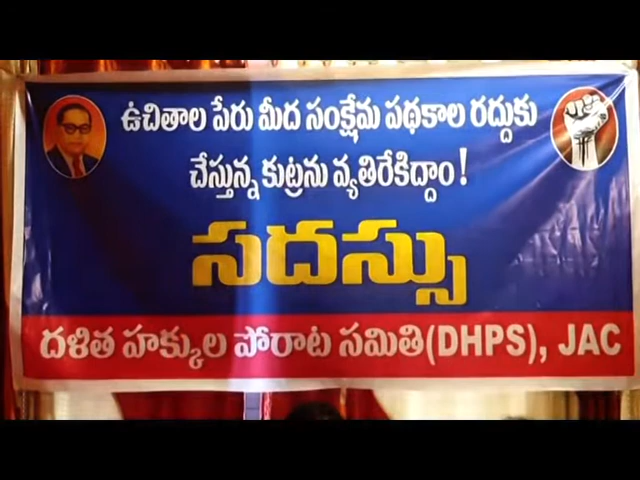 ఉచితాల పేరు మీద సంక్షేమ పథకాల రద్దుకు
చేస్తున్న కుట్రను వ్యతిరేకిద్దాం!
సదస్సు
దళిత హక్కుల పోరాట సమితి(DHPS), JAC